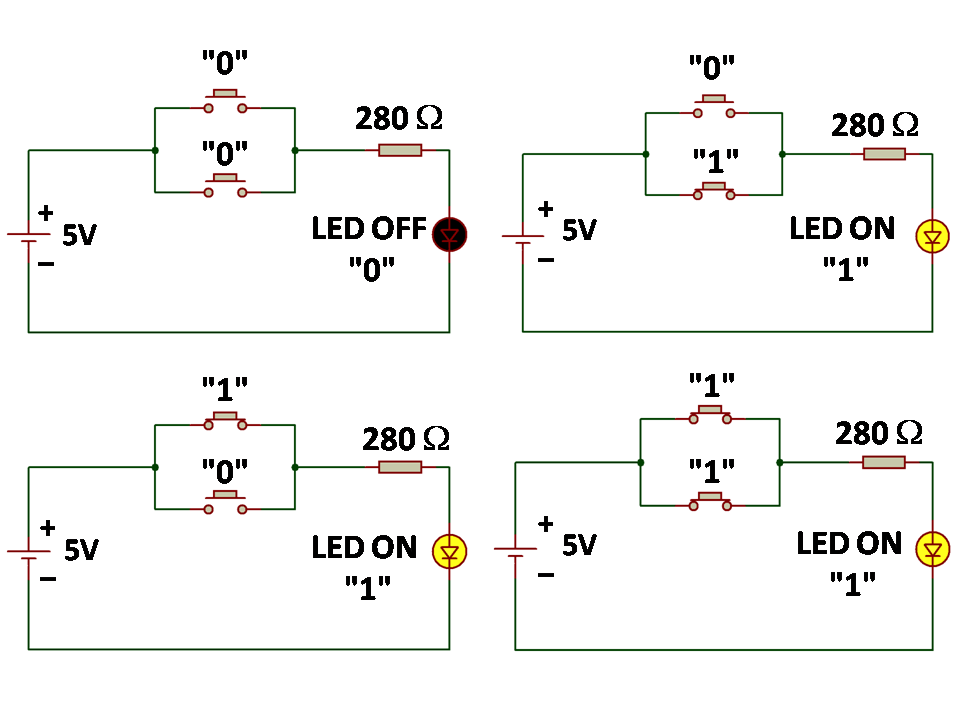 "0"
280 Ω
"0"
+
5V
–
LED OFF
"0"
"0"
280 Ω
"1"
+
5V
–
LED ON
"1"
"1"
280 Ω
"0"
+
5V
–
LED ON
"1"
"1"
280 Ω
"1"
+
5V
–
LED ON
"1"